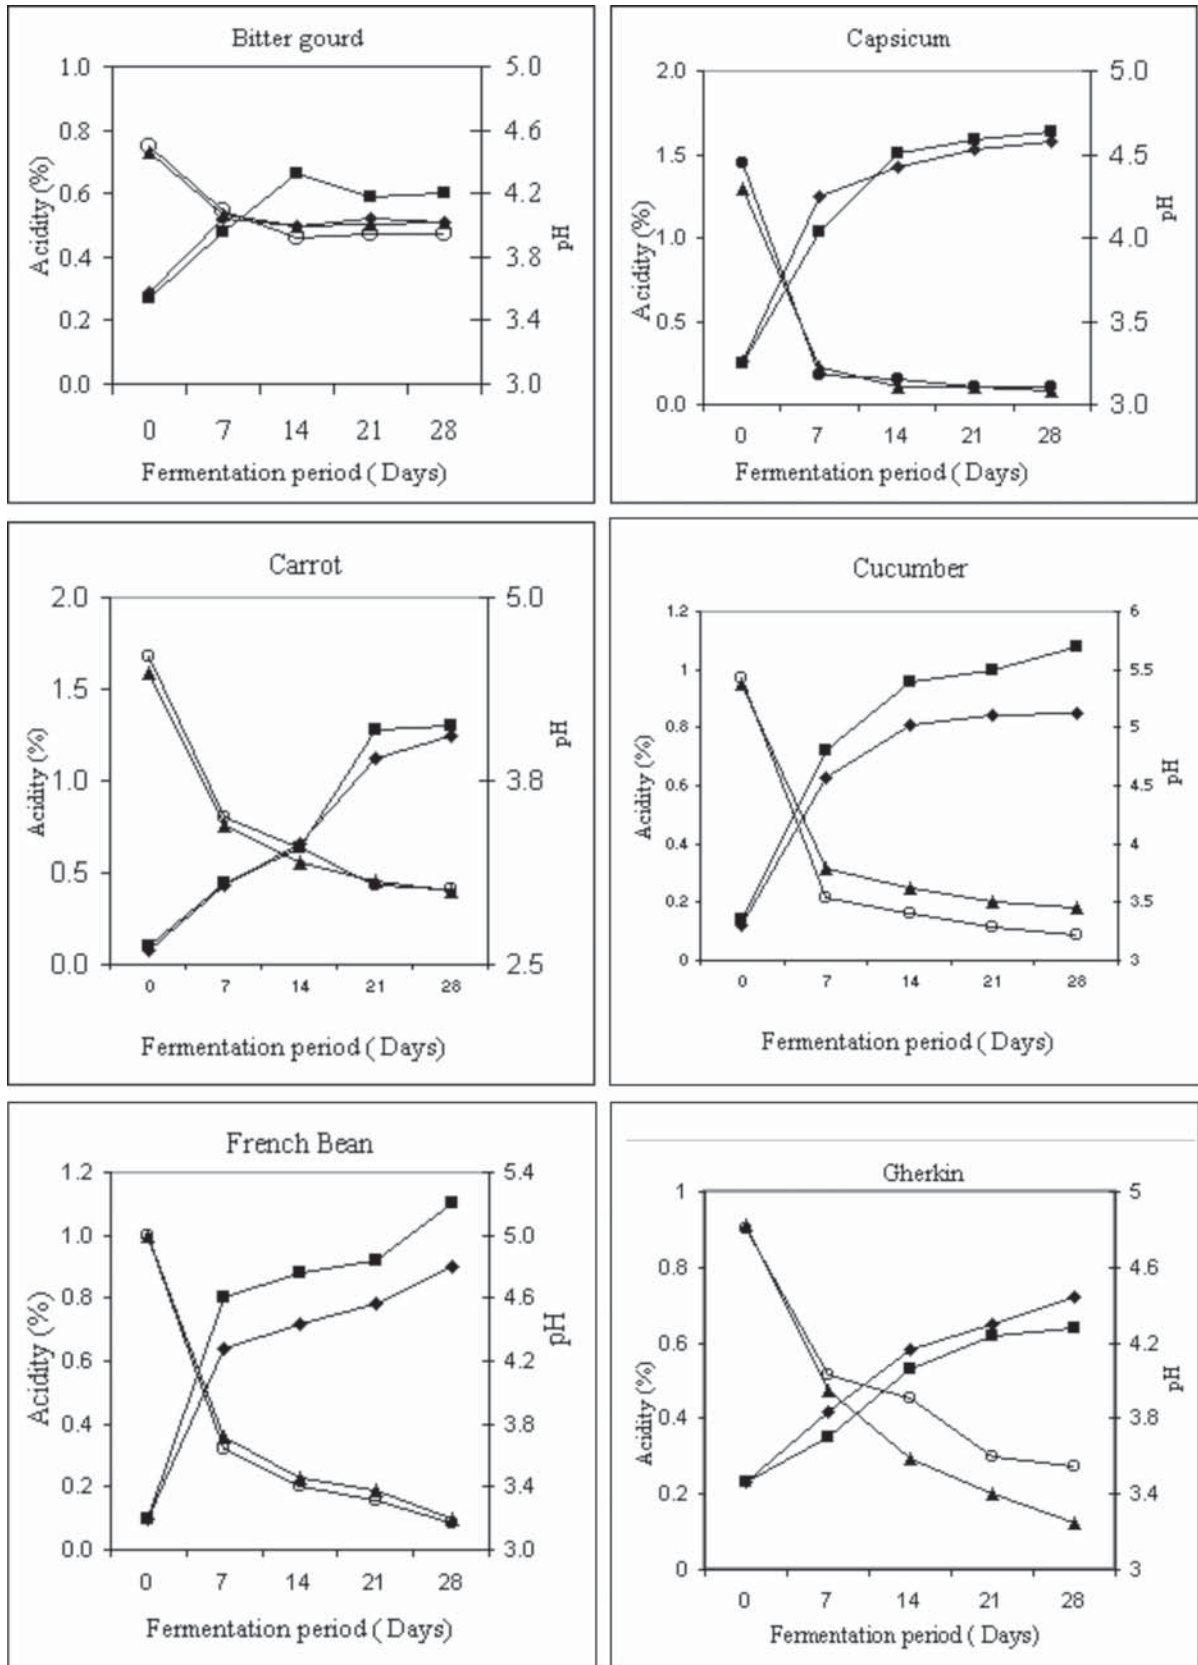 Bitter gourd
1.0
0.8
0.6
0.4
0.2
0.0
Acidity (%)
5.0
4.6
4.2
3.8
3.4
3.0
pH
0 7 14 21 28
Fermentation period ( Days)
Capsicum
2.0
1.5
1.0
0.5
0.0
Acidity (%)
5.0
4.5
4.0
3.5
3.0
pH
0 7 14 21 28
Fermentation period ( Days)
Carrot
2.0
1.5
1.0
0.5
0.0
Acidity (%)
5.0
3.8
2.5
pH
0 7 14 21 28
Fermentation period ( Days)
Cucumber
1.2
1
0.8
0.6
0.4
0.2
0
Acidity (%)
6
5.5
5
4.5
4
3.5
3
pH
0 7 14 21 28
Fermentation period ( Days)
French Bean
1.2
1.0
0.8
0.6
0.4
0.2
0.0
Acidity (%)
5.4
5.0
4.6
4.2
3.8
3.4
3.0
pH
0 7 14 21 28
Fermentation period ( Days)
Gherkin
1
0.8
0.6
0.4
0.2
0
Acidity (%)
5
4.6
4.2
3.8
3.4
3
pH
0 7 14 21 28
Fermentation period ( Days)